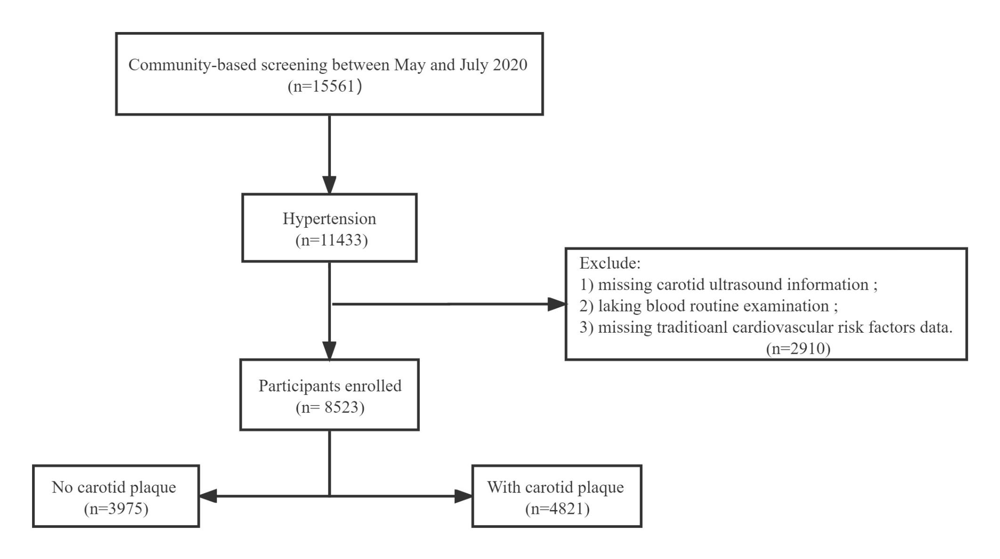 Community-based screening between May and July 2020
(n=15561)
Hypertension
(n=11433)
Exclude:
1) missing carotid ultrasound information ;
2) laking blood routine examination ;
3) missing traditioanl cardiovascular risk factors data.
(n=2910)
Participants enrolled
(n= 8523)
No carotid plaque
(n=3975)
With carotid plaque
(n=4821)